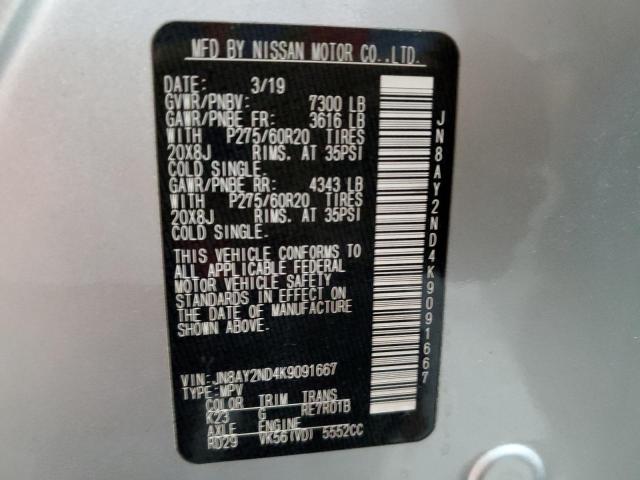 MFD BY NISSAN MOTOR CO.,LTD.
DATE: 3/19
GVWR/PNBV: 7300 LB
GAWR/PNBE FR: 3616 LB
WITH P275/60R20 TIRES
20X8J RIMS. AT 35PSI
COLD SINGLE.
GAWR/PNBE RR: 4343 LB
WITH P275/60R20 TIRES
20X8J RIMS. AT 35PSI
COLD SINGLE.
THIS VEHICLE CONFORMS TO
ALL APPLICABLE FEDERAL
MOTOR VEHICLE SAFETY
STANDARDS IN EFFECT ON
THE DATE OF MANUFACTURE
SHOWN ABOVE.
VIN: JN8AY2ND4K9091667
TYPE: MPV
COLOR TRIM TRANS
K23 G RE7R01B
AXLE ENGINE
RD29 VK56(VD) 5552CC
JN8AY2ND4K9091667